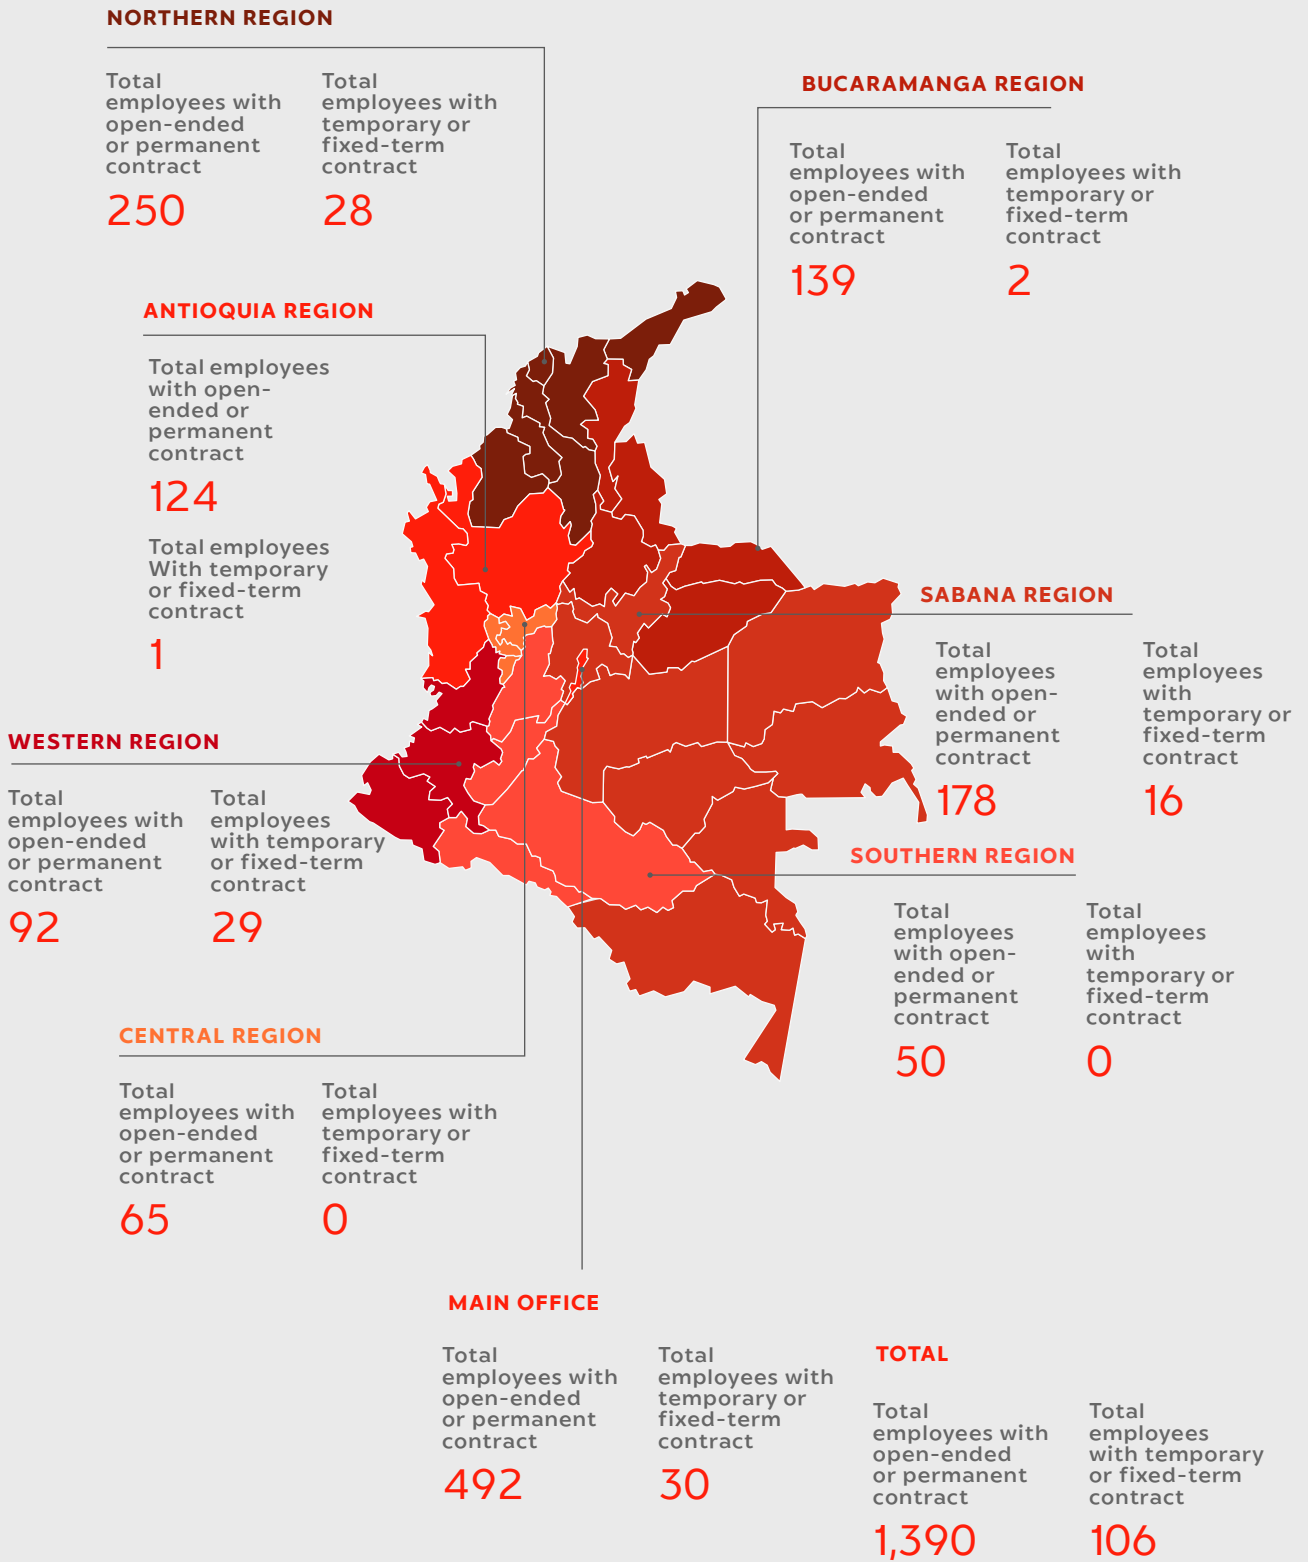 NORTHERN REGION
Total
employees with
open-ended
or permanent
contract
250
Total
employees with
temporary or
fixed-term
contract
28
BUCARAMANGA REGION
Total
employees with
open-ended
or permanent
contract
139
Total
employees with
temporary or
fixed-term
contract
2
ANTIOQUIA REGION
Total employees
with open-
ended or
permanent
contract
124
Total employees
With temporary
or fixed-term
contract
1
SABANA REGION
Total
employees
with open-
ended or
permanent
contract
178
Total
employees
with
temporary or
fixed-term
contract
16
WESTERN REGION
Total
employees with
open-ended
or permanent
contract
92
Total
employees
with temporary
or fixed-term
contract
29
SOUTHERN REGION
Total
employees
with open-
ended or
permanent
contract
50
Total
employees
with
temporary or
fixed-term
contract
0
CENTRAL REGION
Total
employees with
open-ended
or permanent
contract
65
Total
employees with
temporary or
fixed-term
contract
0
MAIN OFFICE
Total
employees with
open-ended
or permanent
contract
492
Total
employees with
temporary or
fixed-term
contract
30
TOTAL
Total
employees with
open-ended
or permanent
contract
1,390
Total
employees
with temporary
or fixed-term
contract
106